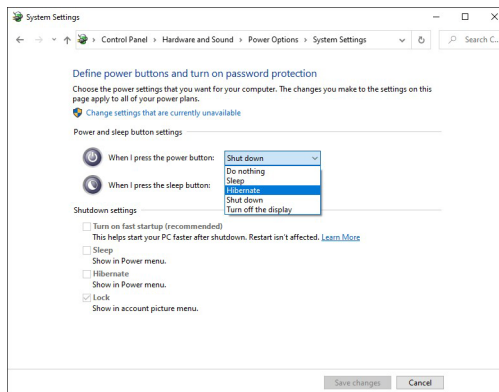 System Settings
Control Panel > Hardware and Sound > Power Options > System Settings
Search C...
Define power buttons and turn on password protection
Choose the power settings that you want for your computer. The changes you make to the settings on this
page apply to all of your power plans.
Change settings that are currently unavailable
Power and sleep button settings
When I press the power button: Shut down
Do nothing
Sleep
When I press the sleep button: Hibernate
Shut down
Turn off the display
Shutdown settings
Turn on fast startup (recommended)
This helps start your PC faster after shutdown. Restart isn't affected. Learn More
Sleep
Show in Power menu.
Hibernate
Show in Power menu.
Lock
Show in account picture menu.
Save changes Cancel